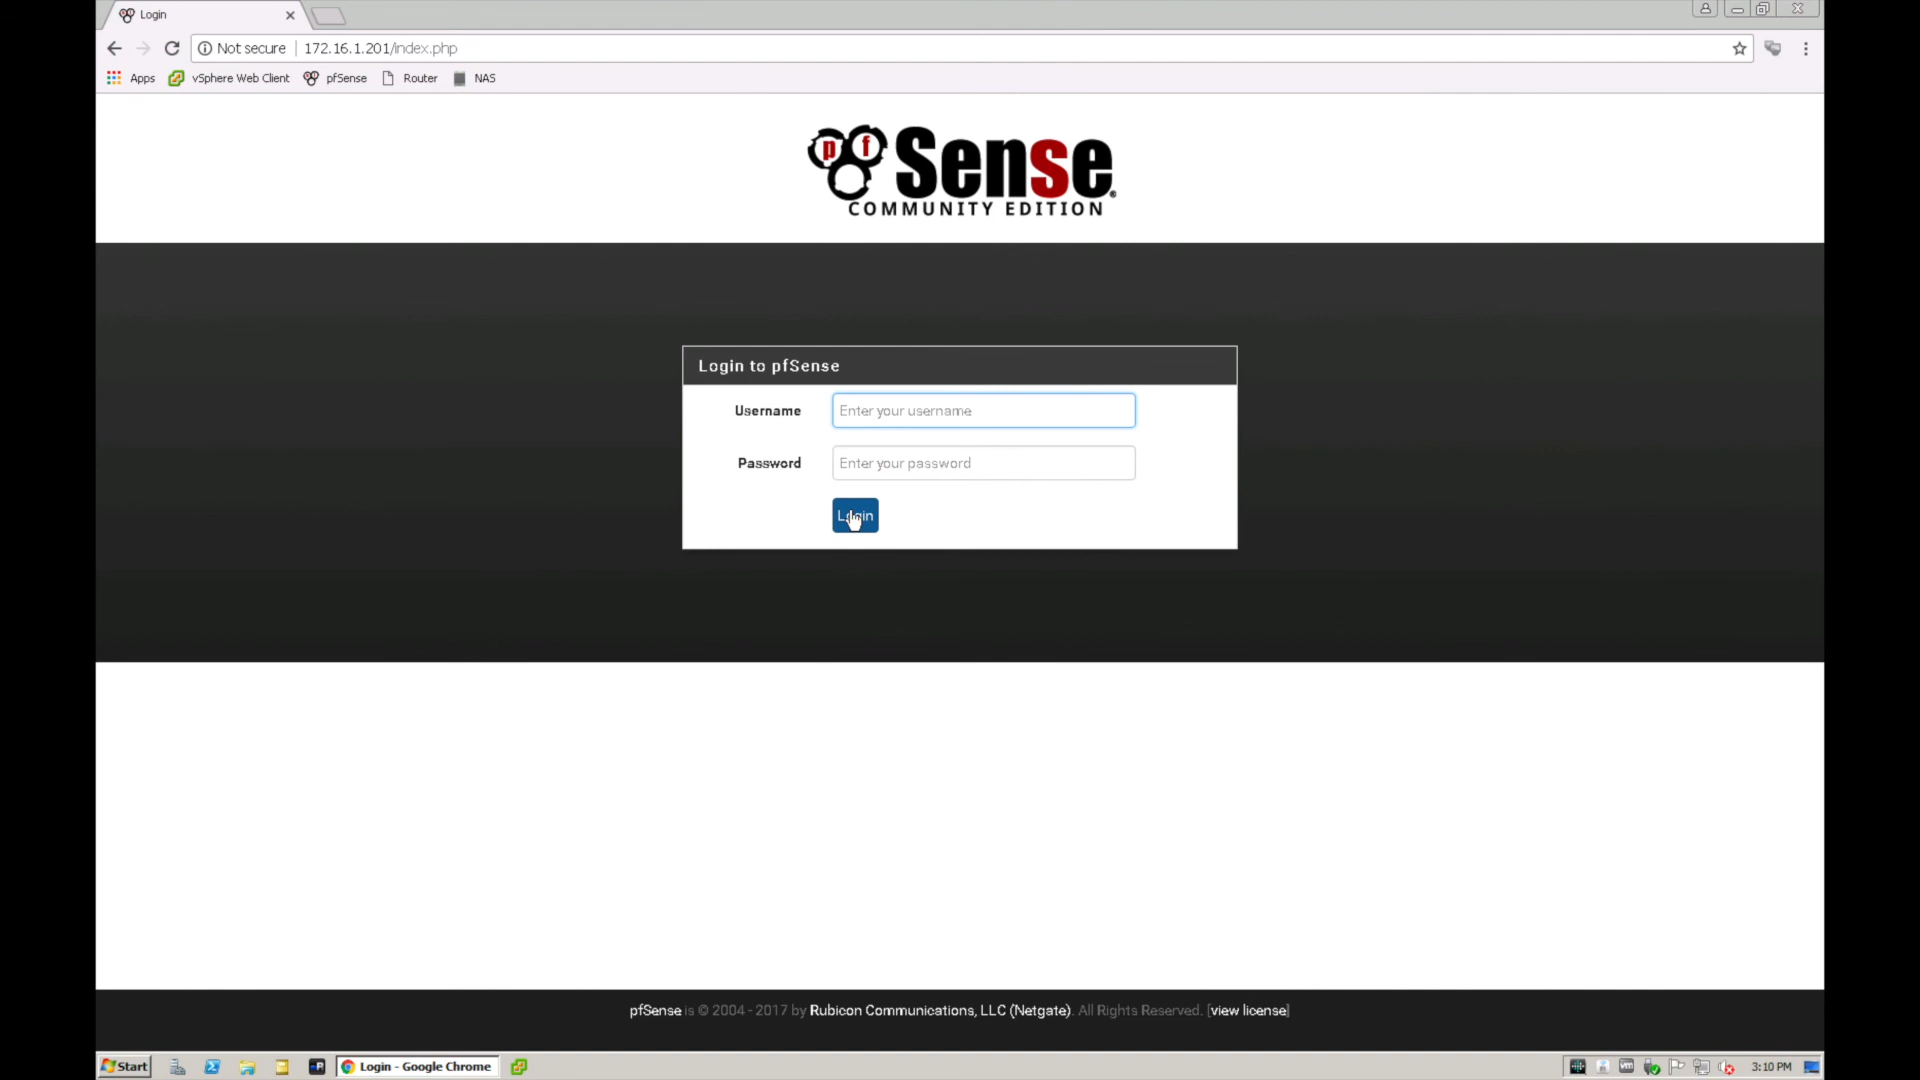 Login
Not secure 172.16.1.201/index.php
Apps vSphere Web Client pfSense Router NAS
pf Sense
COMMUNITY EDITION
Login to pfSense
Username Enter your username
Password Enter your password
Login
pfSense is © 2004 - 2017 by Rubicon Communications, LLC (Netgate). All Rights Reserved. [view license]
Start Login - Google Chrome 3:10 PM